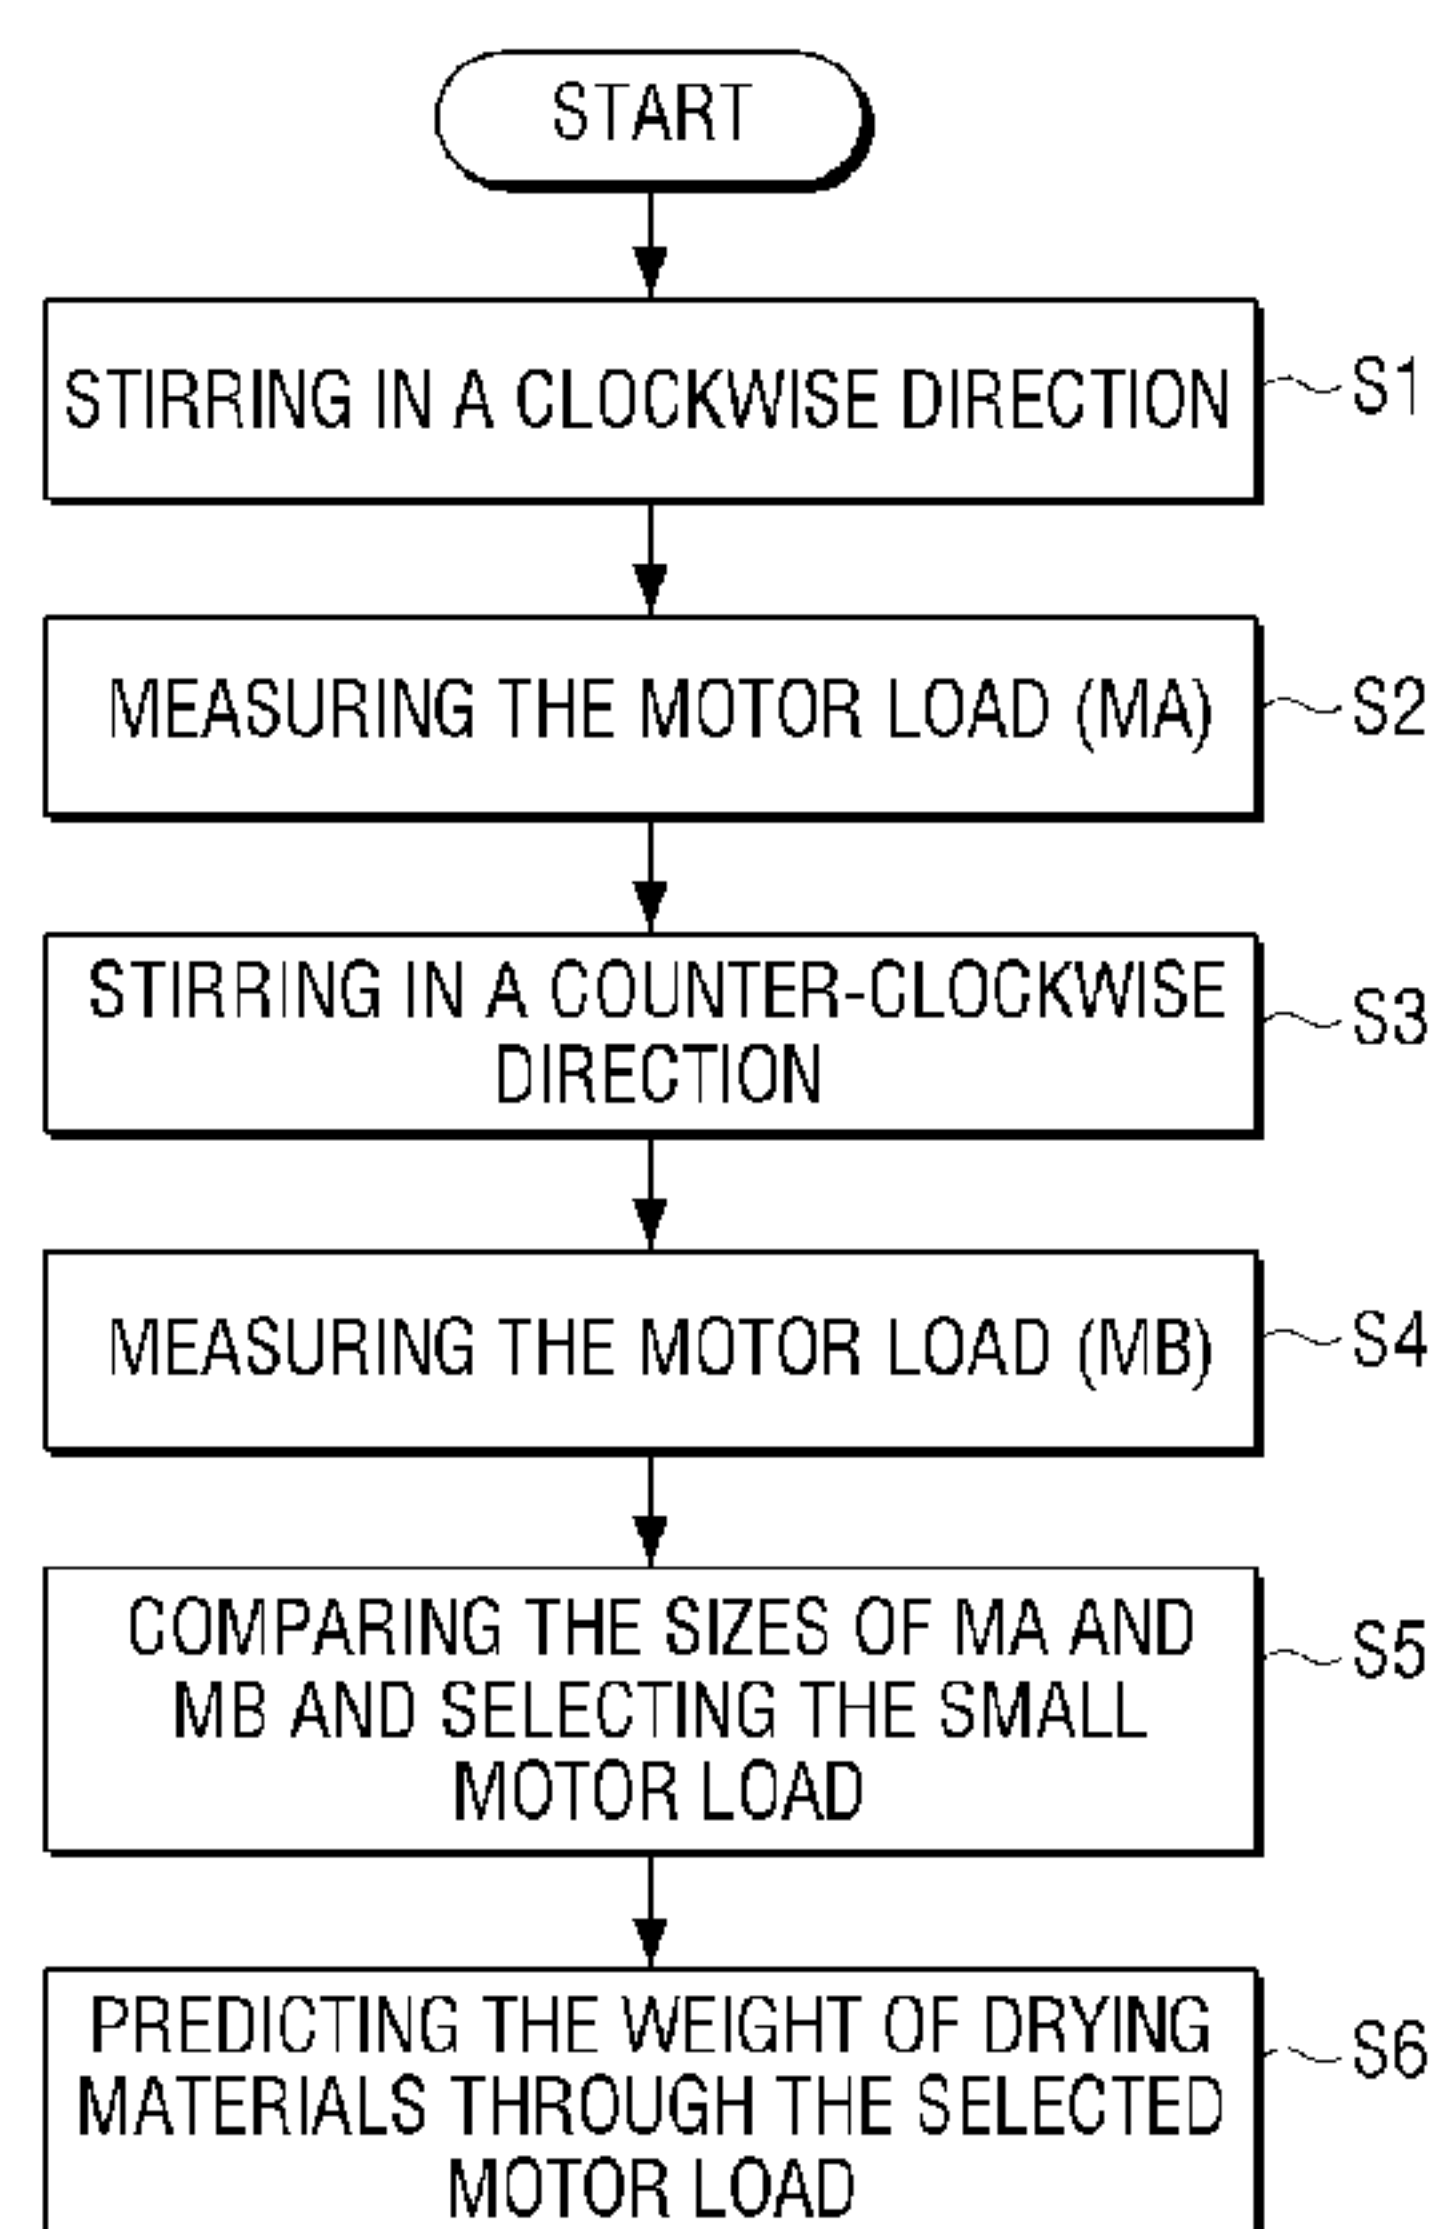 START
STIRRING IN A CLOCKWISE DIRECTION
S1
MEASURING THE MOTOR LOAD (MA)
S2
STIRRING IN A COUNTER-CLOCKWISE
DIRECTION
S3
MEASURING THE MOTOR LOAD (MB)
S4
COMPARING THE SIZES OF MA AND
MB AND SELECTING THE SMALL
MOTOR LOAD
S5
PREDICTING THE WEIGHT OF DRYING
MATERIALS THROUGH THE SELECTED
MOTOR LOAD
S6